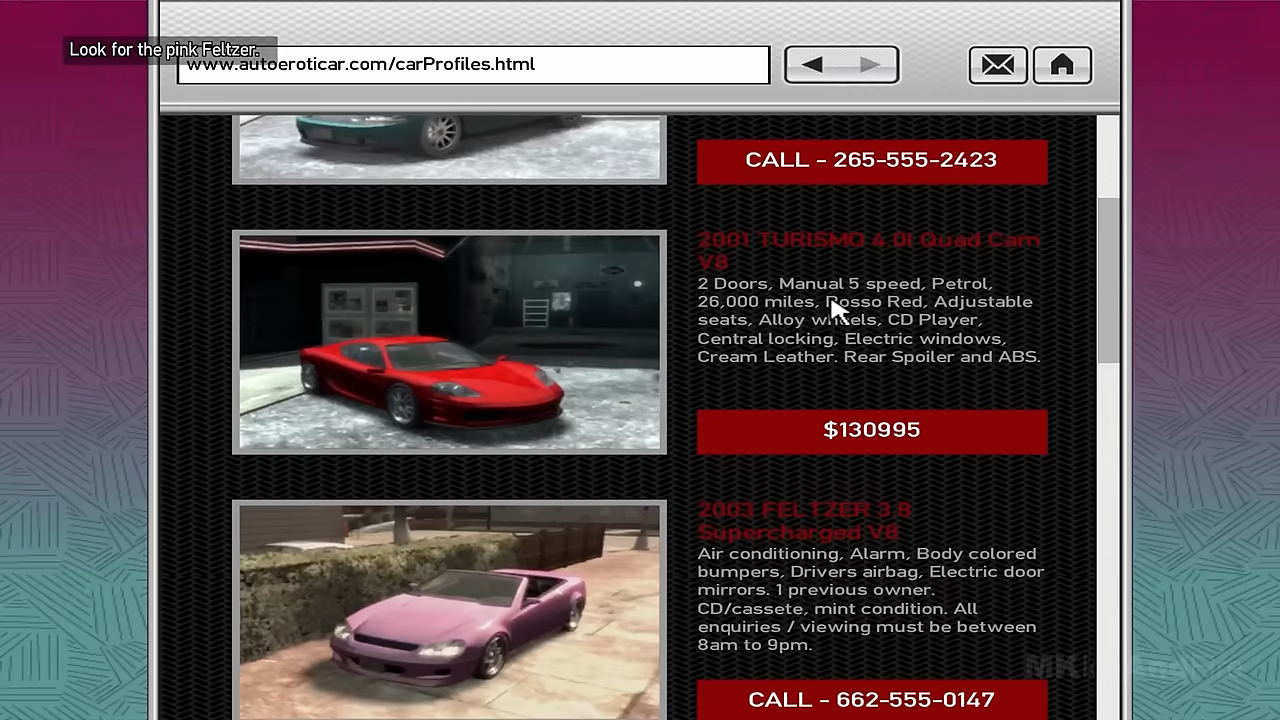 Look for the pink Feltzer.
www.autoeroticar.com/carProfiles.html
CALL - 265-555-2423
2001 TURISMO 4.0I Quad Cam
V8
2 Doors, Manual 5 speed, Petrol,
26,000 miles, Rosso Red, Adjustable
seats, Alloy wheels, CD Player,
Central locking, Electric windows,
Cream Leather. Rear Spoiler and ABS.
$130995
2003 FELTZER 3.8
Supercharged V8
Air conditioning, Alarm, Body colored
bumpers, Drivers airbag, Electric door
mirrors. 1 previous owner.
CD/cassete, mint condition. All
enquiries / viewing must be between
8am to 9pm.
CALL - 662-555-0147